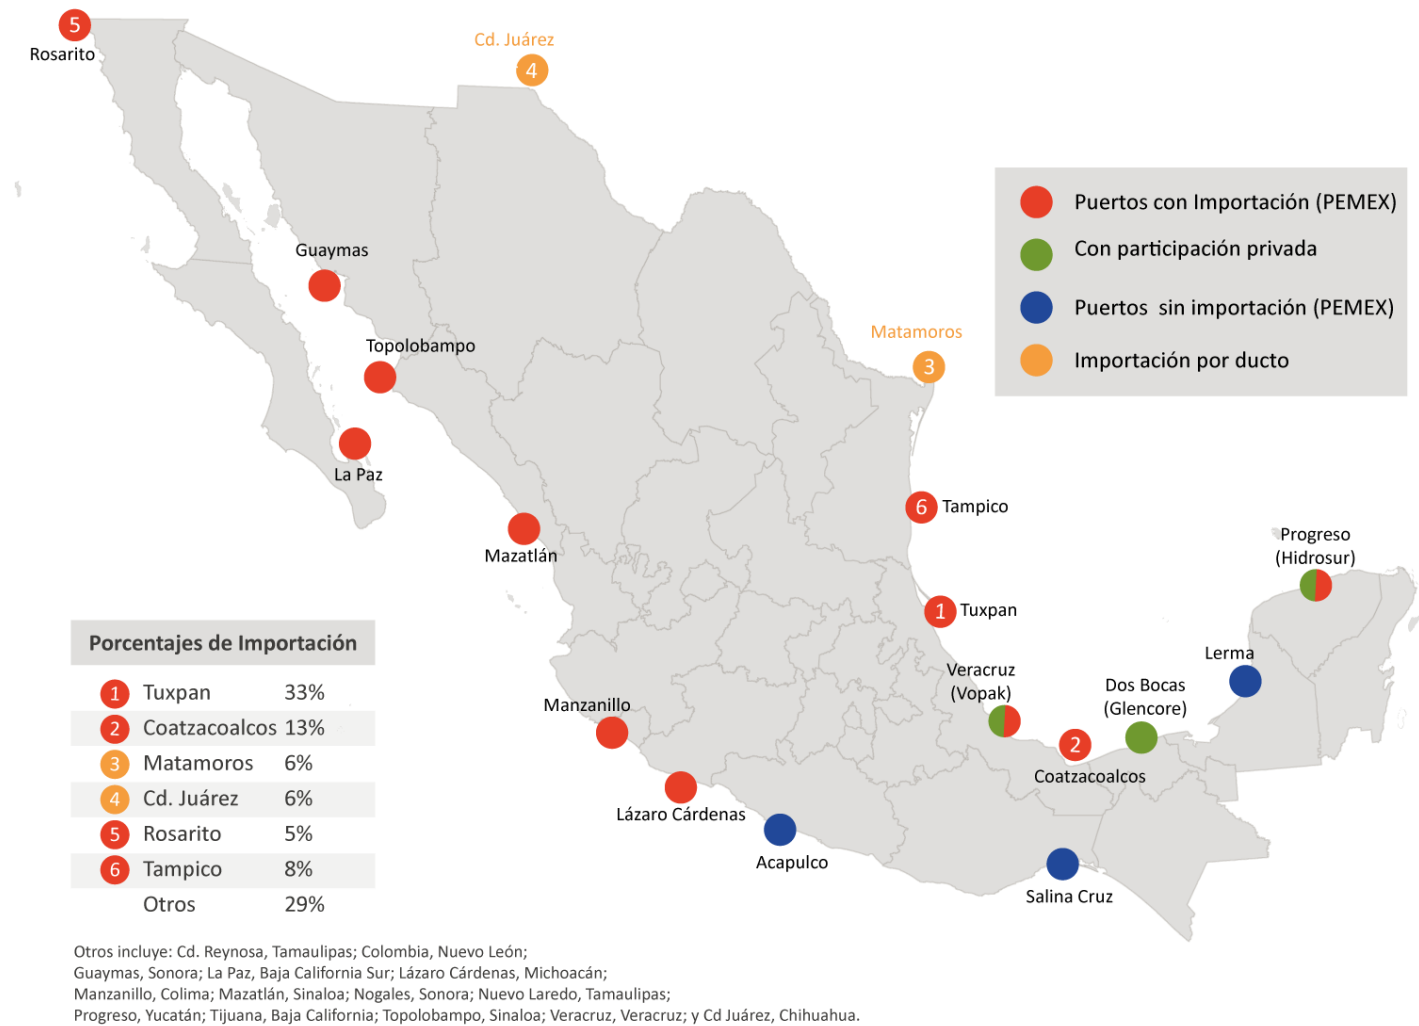 5
Rosarito
Cd. Juárez
4
Guaymas
Topolobampo
La Paz
Mazatlán
Matamoros
3
6 Tampico
1 Tuxpan
Veracruz
(Vopak)
2
Coatzacoalcos
Dos Bocas
(Glencore)
Lerma
Progreso
(Hidrosur)
Manzanillo
Lázaro Cárdenas
Acapulco
Salina Cruz
Puertos con Importación (PEMEX)
Con participación privada
Puertos sin importación (PEMEX)
Importación por ducto
Porcentajes de Importación
1 Tuxpan 33%
2 Coatzacoalcos 13%
3 Matamoros 6%
4 Cd. Juárez 6%
5 Rosarito 5%
6 Tampico 8%
Otros 29%
Otros incluye: Cd. Reynosa, Tamaulipas; Colombia, Nuevo León;
Guaymas, Sonora; La Paz, Baja California Sur; Lázaro Cárdenas, Michoacán;
Manzanillo, Colima; Mazatlán, Sinaloa; Nogales, Sonora; Nuevo Laredo, Tamaulipas;
Progreso, Yucatán; Tijuana, Baja California; Topolobampo, Sinaloa; Veracruz, Veracruz; y Cd Juárez, Chihuahua.